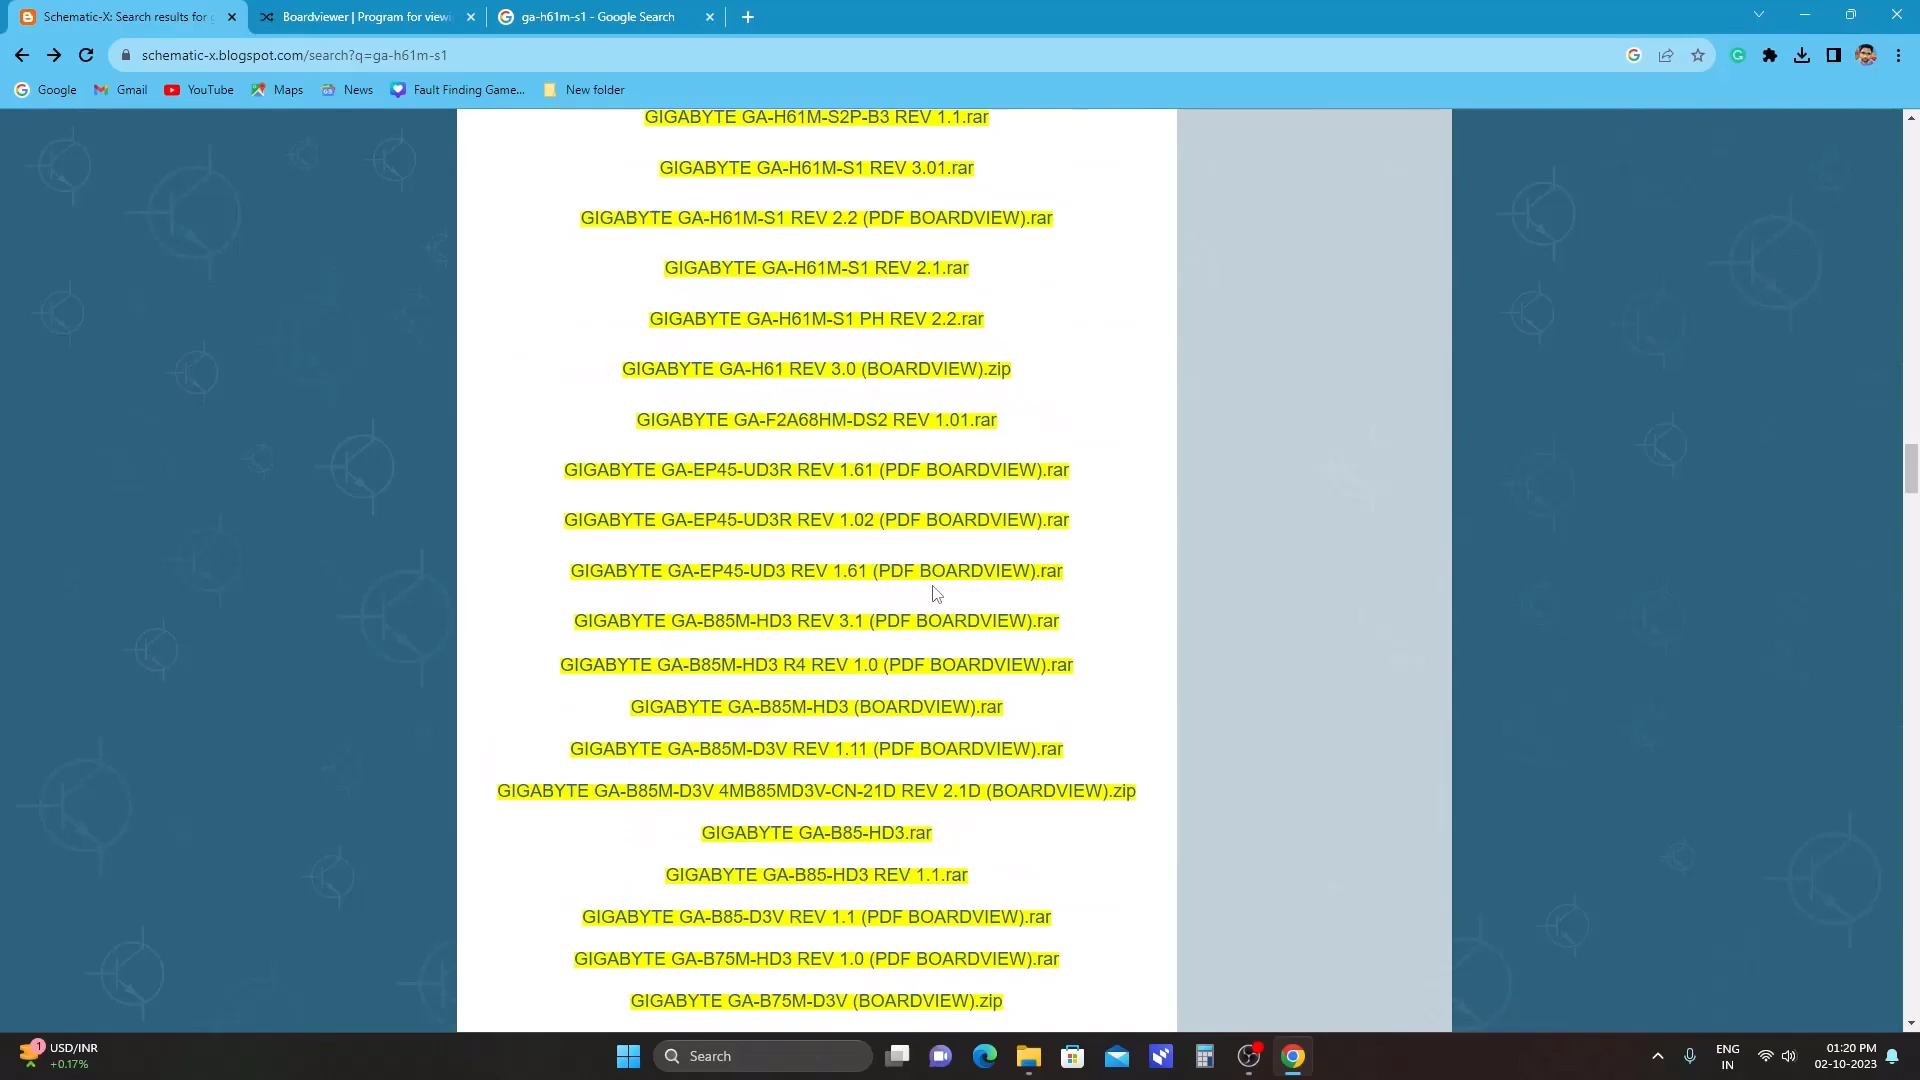 Schematic-X: Search results for
Boardviewer | Program for view
ga-h61m-s1 - Google Search
schematic-x.blogspot.com/search?q=ga-h61m-s1
Google
Gmail
YouTube
Maps
News
Fault Finding Game...
New folder
GIGABYTE GA-H61M-S2P-B3 REV 1.1.rar
GIGABYTE GA-H61M-S1 REV 3.01.rar
GIGABYTE GA-H61M-S1 REV 2.2 (PDF BOARDVIEW).rar
GIGABYTE GA-H61M-S1 REV 2.1.rar
GIGABYTE GA-H61M-S1 PH REV 2.2.rar
GIGABYTE GA-H61 REV 3.0 (BOARDVIEW).zip
GIGABYTE GA-F2A68HM-DS2 REV 1.01.rar
GIGABYTE GA-EP45-UD3R REV 1.61 (PDF BOARDVIEW).rar
GIGABYTE GA-EP45-UD3R REV 1.02 (PDF BOARDVIEW).rar
GIGABYTE GA-EP45-UD3 REV 1.61 (PDF BOARDVIEW).rar
GIGABYTE GA-B85M-HD3 REV 3.1 (PDF BOARDVIEW).rar
GIGABYTE GA-B85M-HD3 R4 REV 1.0 (PDF BOARDVIEW).rar
GIGABYTE GA-B85M-HD3 (BOARDVIEW).rar
GIGABYTE GA-B85M-D3V REV 1.11 (PDF BOARDVIEW).rar
GIGABYTE GA-B85M-D3V 4MB85MD3V-CN-21D REV 2.1D (BOARDVIEW).zip
GIGABYTE GA-B85-HD3.rar
GIGABYTE GA-B85-HD3 REV 1.1.rar
GIGABYTE GA-B85-D3V REV 1.1 (PDF BOARDVIEW).rar
GIGABYTE GA-B75M-HD3 REV 1.0 (PDF BOARDVIEW).rar
GIGABYTE GA-B75M-D3V (BOARDVIEW).zip
1
USD/INR
+0.17%
Search
ENG
IN
01:20 PM
02-10-2023